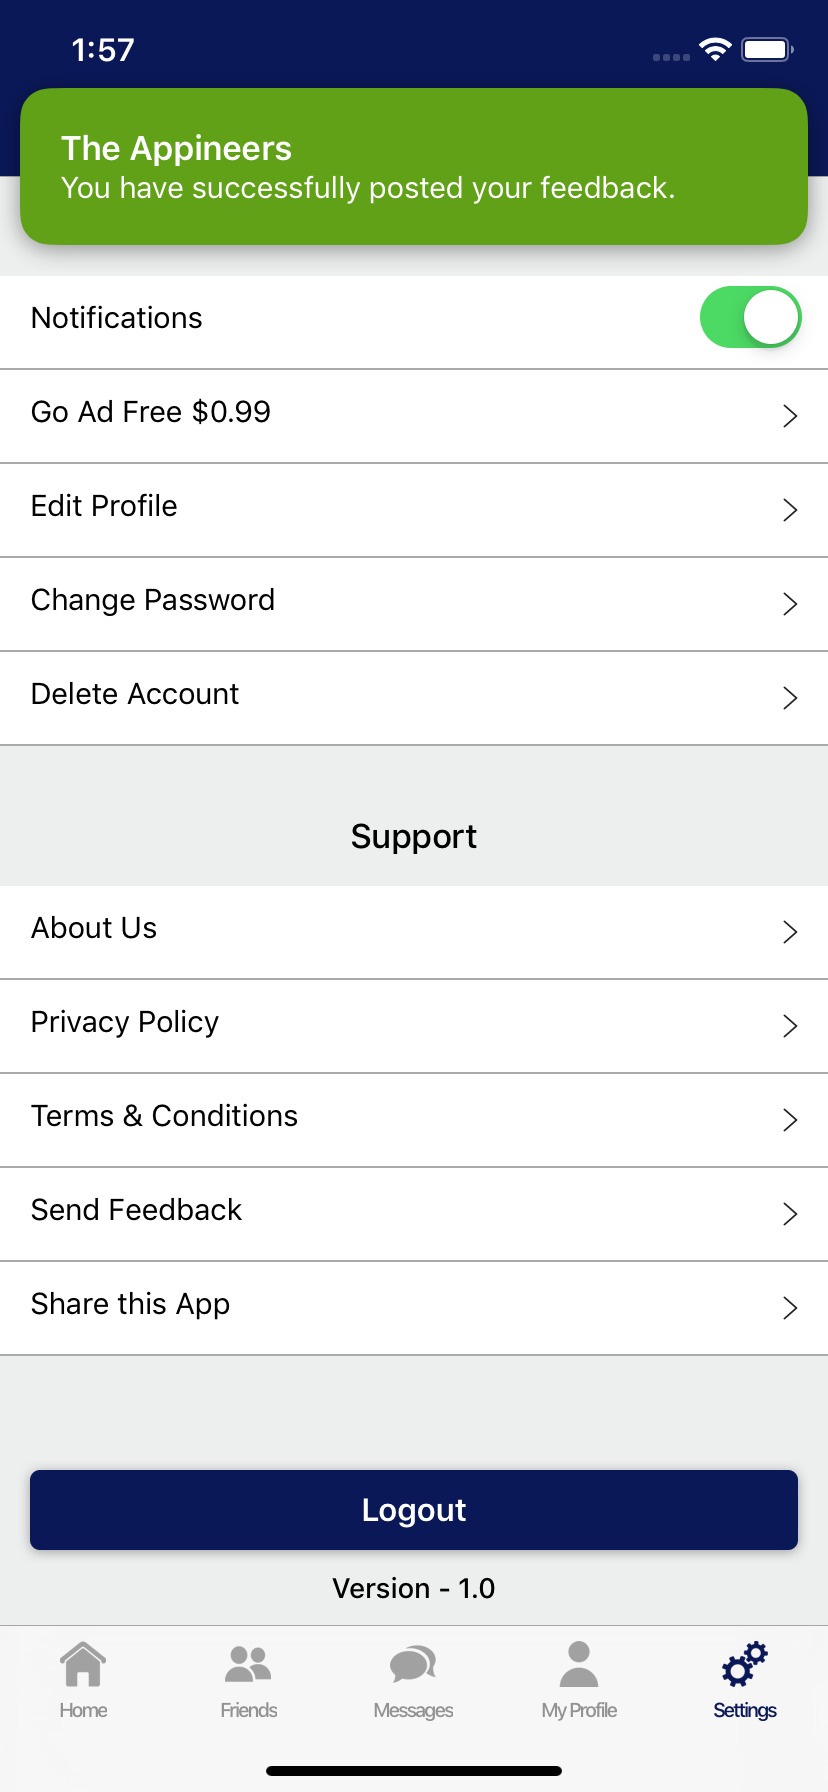 1:57
The Appineers
You have successfully posted your feedback.
Notifications
Go Ad Free $0.99
Edit Profile
Change Password
Delete Account
Support
About Us
Privacy Policy
Terms & Conditions
Send Feedback
Share this App
Logout
Version - 1.0
Home
Friends
Messages
My Profile
Settings